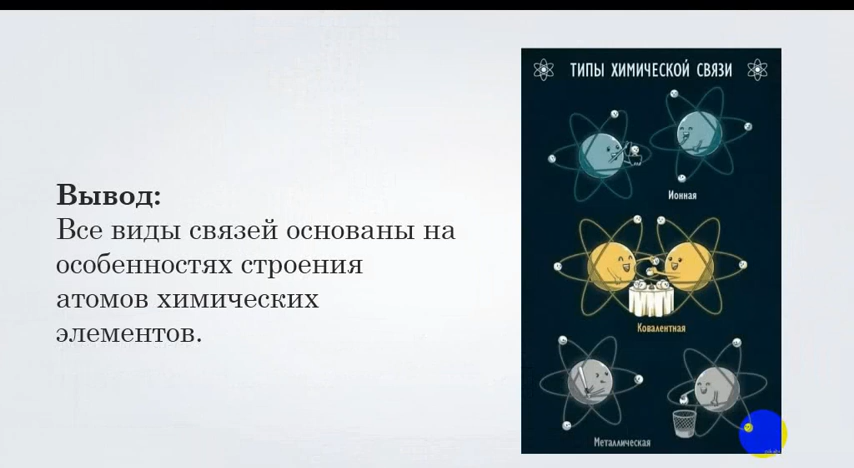 ТИПЫ ХИМИЧЕСКОЙ СВЯЗИ
Ионная
Вывод:
Все виды связей основаны на
особенностях строения
атомов химических
элементов.
Ковалентная
Металлическая